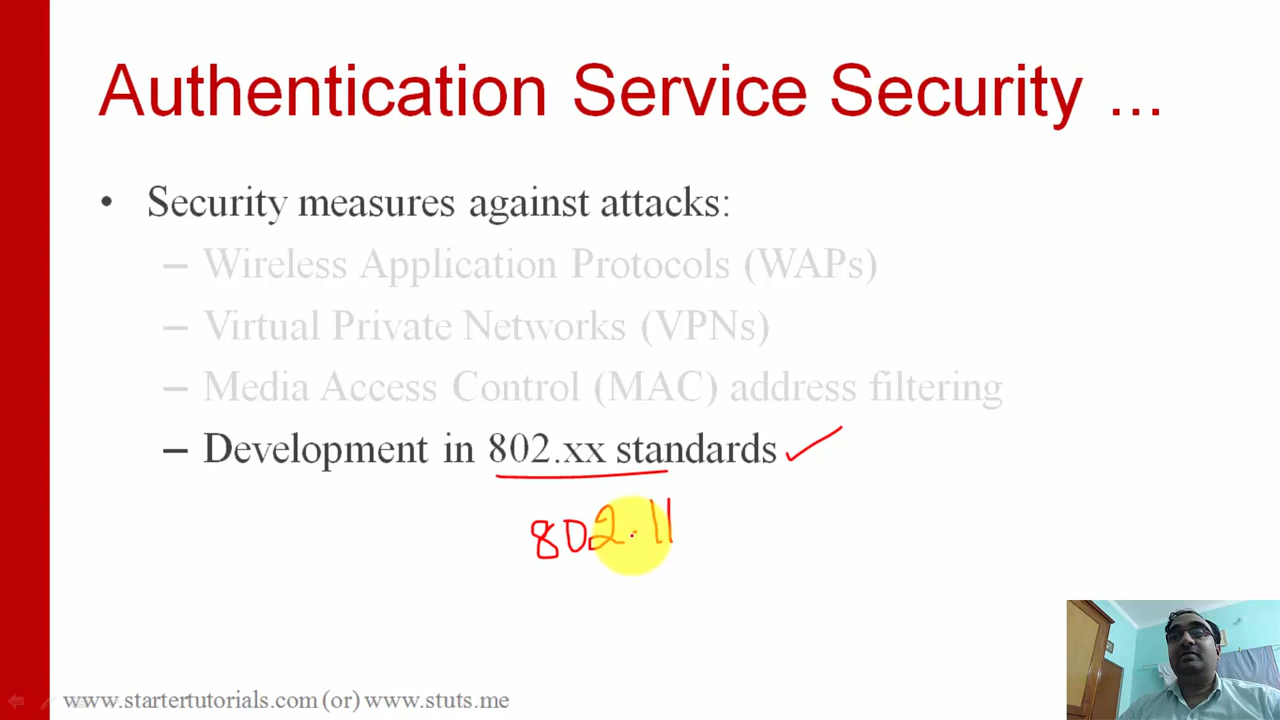 Authentication Service Security ...
• Security measures against attacks:
– Wireless Application Protocols (WAPs)
– Virtual Private Networks (VPNs)
– Media Access Control (MAC) address filtering
– Development in 802.xx standards
802.11
www.startertutorials.com (or) www.stuts.me